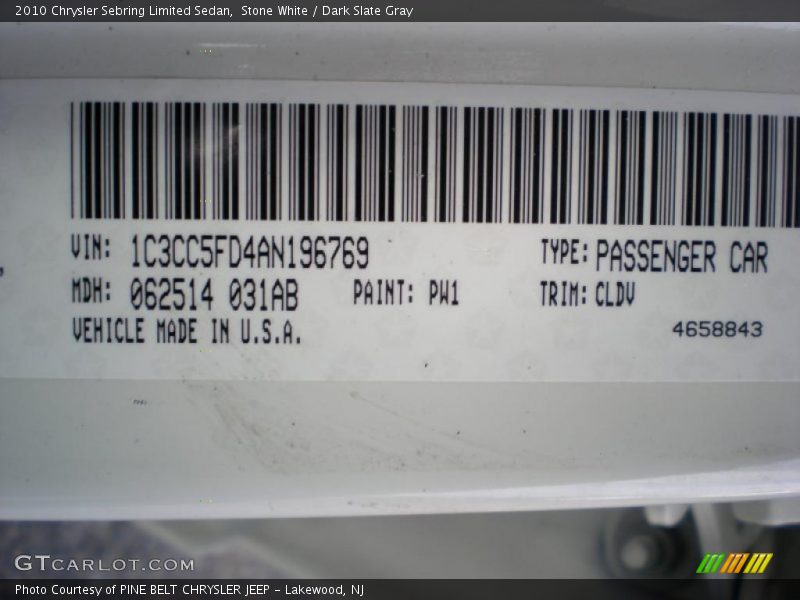 2010 Chrysler Sebring Limited Sedan,  Stone White / Dark Slate Gray
VIN: 1C3CC5FD4AN196769 TYPE: PASSENGER CAR
MDH: 062514 031AB PAINT: PW1 TRIM: CLDV
VEHICLE MADE IN U.S.A. 4658843
GTCARLOT.COM
Photo Courtesy of PINE BELT CHRYSLER JEEP - Lakewood, NJ